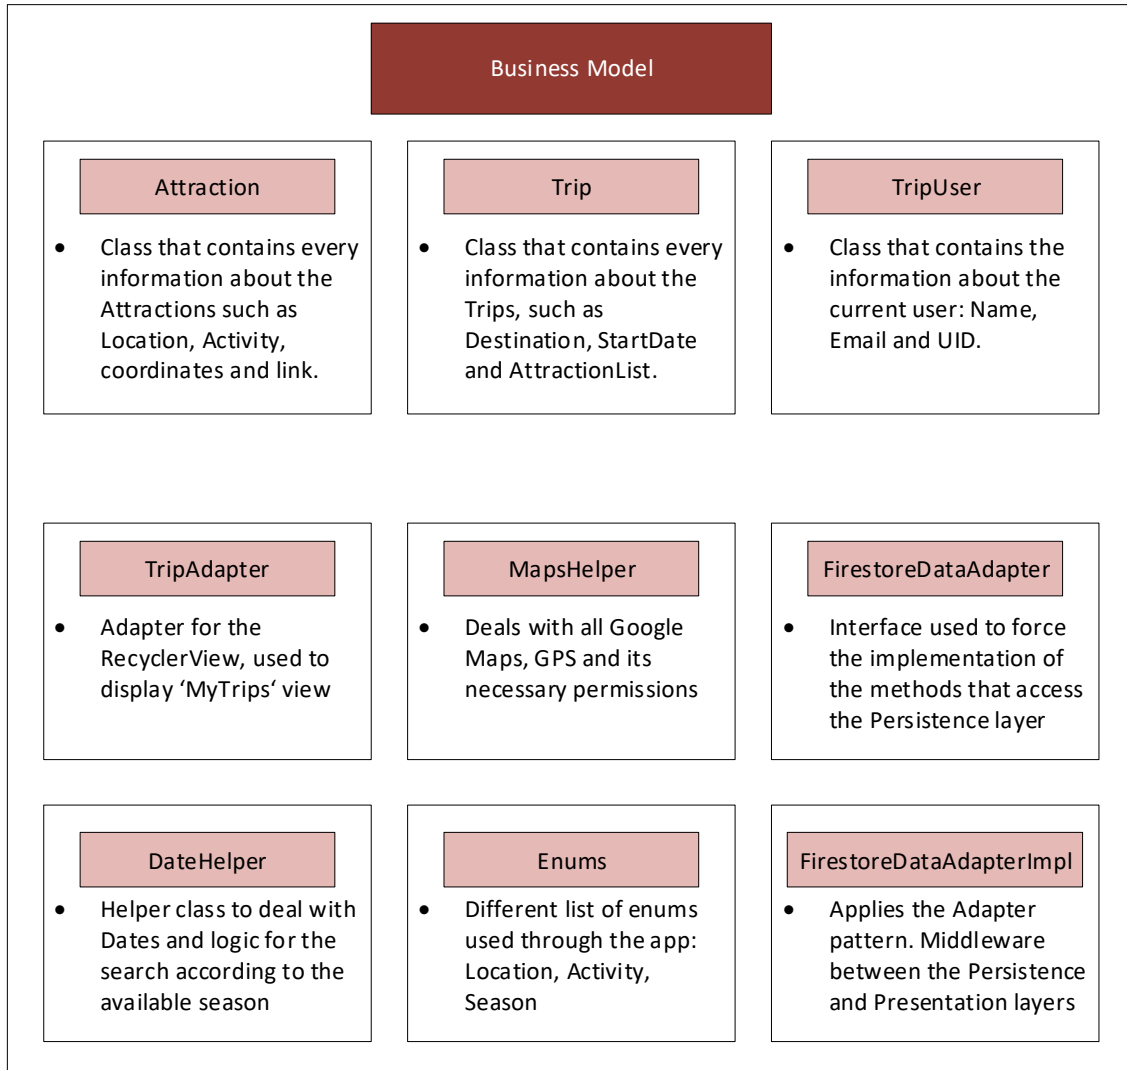 Business Model
Attraction
• Class that contains every
information about the
Attractions such as
Location, Activity,
coordinates and link.
Trip
• Class that contains every
information about the
Trips, such as
Destination, StartDate
and AttractionList.
TripUser
• Class that contains the
information about the
current user: Name,
Email and UID.
TripAdapter
• Adapter for the
RecyclerView, used to
display ‘MyTrips‘ view
MapsHelper
• Deals with all Google
Maps, GPS and its
necessary permissions
FirestoreDataAdapter
• Interface used to force
the implementation of
the methods that access
the Persistence layer
DateHelper
• Helper class to deal with
Dates and logic for the
search according to the
available season
Enums
• Different list of enums
used through the app:
Location, Activity,
Season
FirestoreDataAdapterImpl
• Applies the Adapter
pattern. Middleware
between the Persistence
and Presentation layers